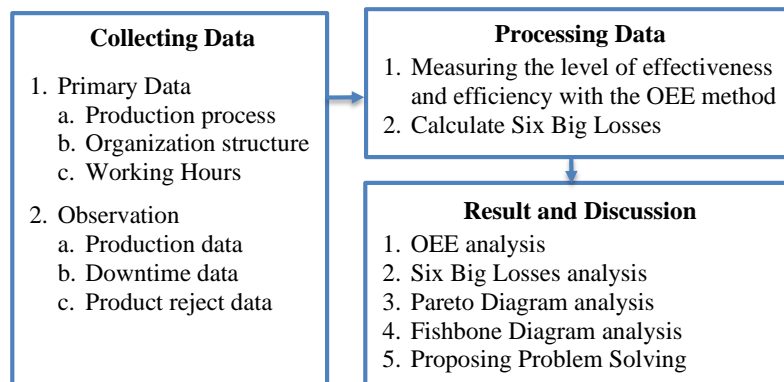 Collecting Data
1. Primary Data
a. Production process
b. Organization structure
c. Working Hours
2. Observation
a. Production data
b. Downtime data
c. Product reject data
Processing Data
1. Measuring the level of effectiveness
and efficiency with the OEE method
2. Calculate Six Big Losses
Result and Discussion
1. OEE analysis
2. Six Big Losses analysis
3. Pareto Diagram analysis
4. Fishbone Diagram analysis
5. Proposing Problem Solving